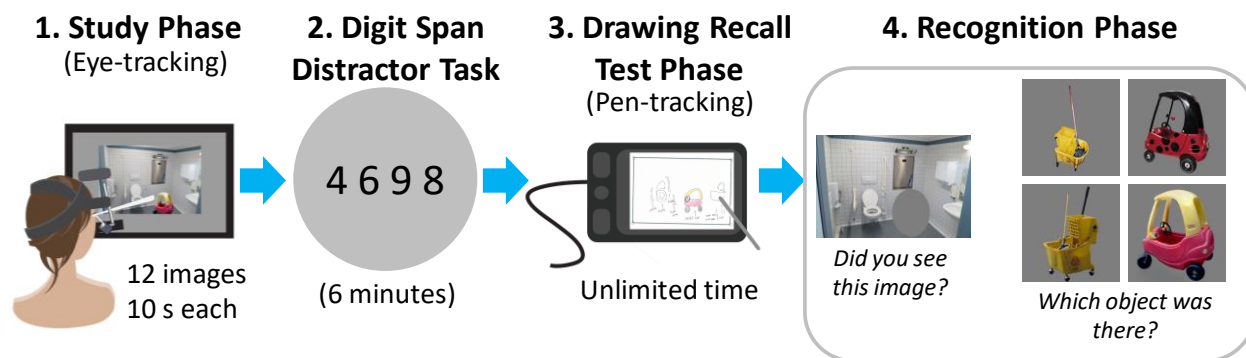 1. Study Phase
(Eye-tracking)
12 images
10 s each
2. Digit Span
Distractor Task
4 6 9 8
(6 minutes)
3. Drawing Recall
Test Phase
(Pen-tracking)
Unlimited time
4. Recognition Phase
Did you see
this image?
Which object was
there?